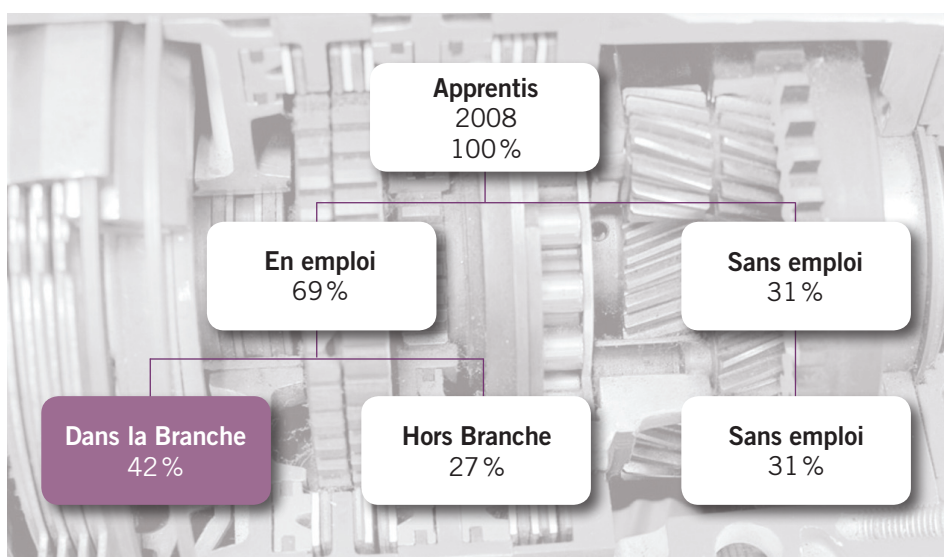 Apprentis
2008
100%
En emploi
69%
Sans emploi
31%
Dans la Branche
42%
Hors Branche
27%
Sans emploi
31%